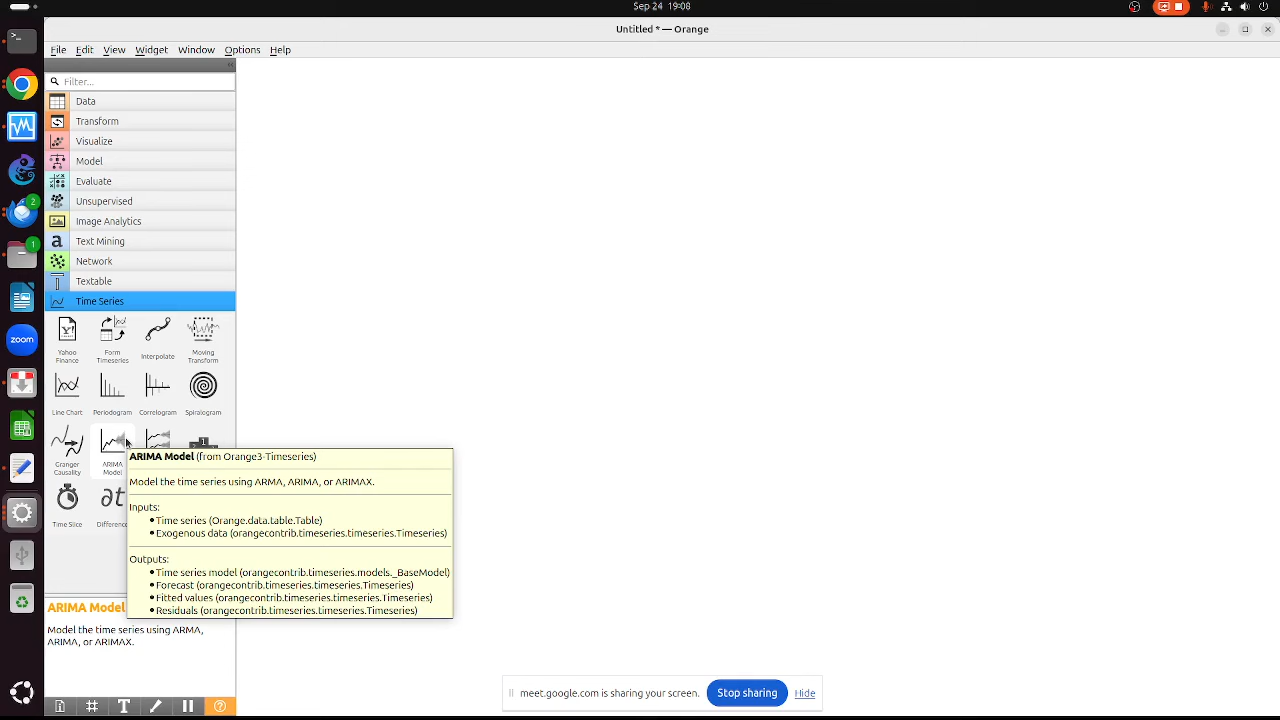 Sep 24 19:08
Untitled * — Orange
File Edit View Widget Window Options Help
Filter...
Data
Transform
Visualize
Model
Evaluate
Unsupervised
Image Analytics
Text Mining
Network
Textable
Time Series
Yahoo Finance
Form Timeseries
Interpolate
Moving Transform
Line Chart
Periodogram
Correlogram
Spiralogram
Granger Causality
ARIMA Model
Time Slice
Difference
ARIMA Model (from Orange3-Timeseries)
Model the time series using ARMA, ARIMA, or ARIMAX.
Inputs:
• Time series (Orange.data.table.Table)
• Exogenous data (orangecontrib.timeseries.timeseries.Timeseries)
Outputs:
• Time series model (orangecontrib.timeseries.models._BaseModel)
• Forecast (orangecontrib.timeseries.timeseries.Timeseries)
• Fitted values (orangecontrib.timeseries.timeseries.Timeseries)
• Residuals (orangecontrib.timeseries.timeseries.Timeseries)
ARIMA Model
Model the time series using ARMA,
ARIMA, or ARIMAX.
2
1
zoom
meet.google.com is sharing your screen. Stop sharing Hide